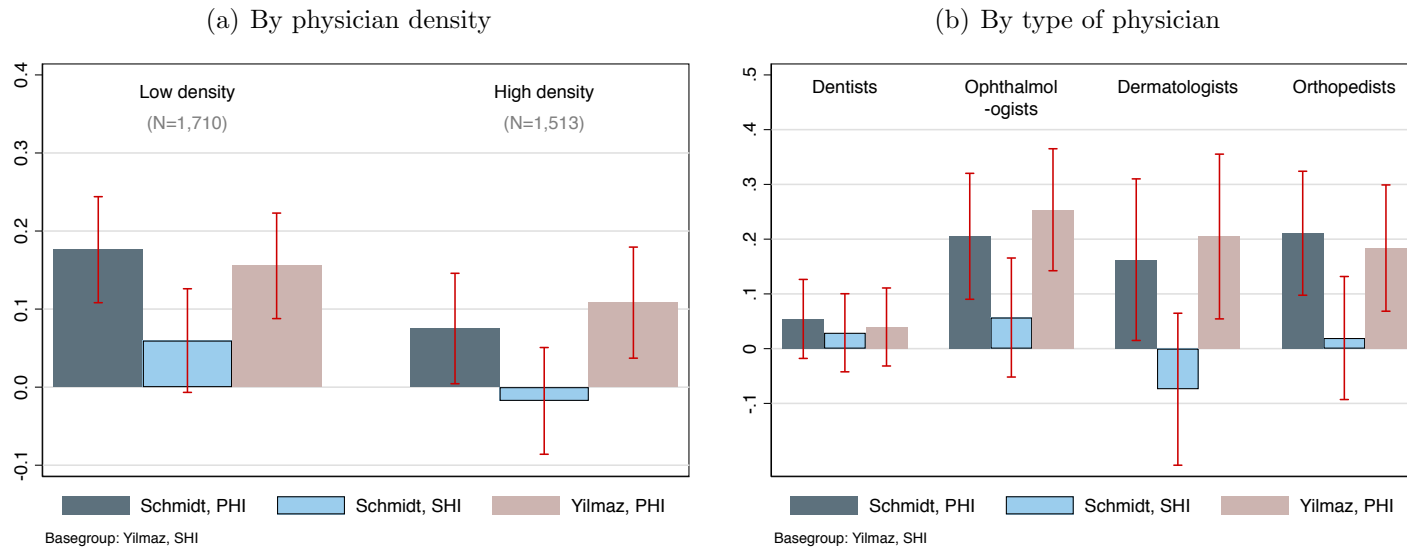 (a) By physician density
0.4
0.3
0.2
0.1
0.0
-0.1
Low density
(N=1,710)
High density
(N=1,513)
Schmidt, PHI
Schmidt, SHI
Yilmaz, PHI
Basegroup: Yilmaz, SHI
(b) By type of physician
.5
.4
.3
.2
.1
0
-.1
Dentists
Ophthalmol
-ogists
Dermatologists
Orthopedists
Schmidt, PHI
Schmidt, SHI
Yilmaz, PHI
Basegroup: Yilmaz, SHI